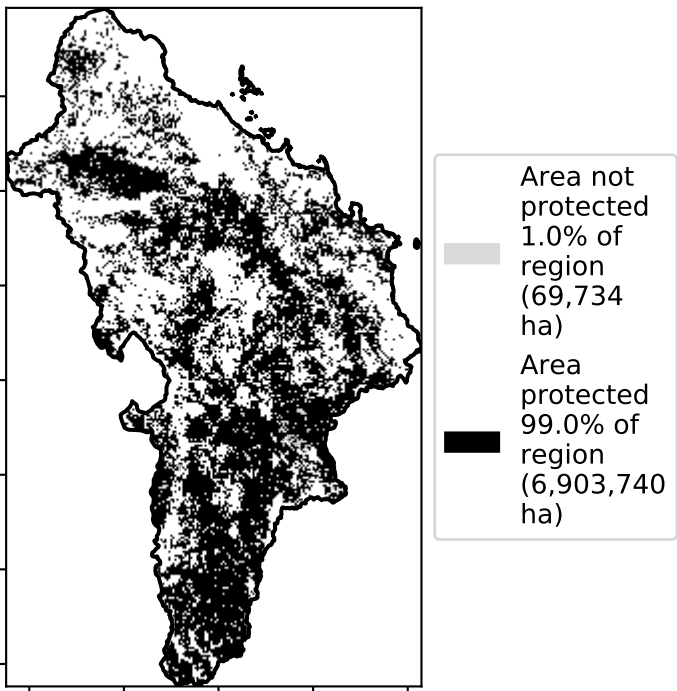 Area not
protected
1.0% of
region
(69,734
ha)
Area
protected
99.0% of
region
(6,903,740
ha)